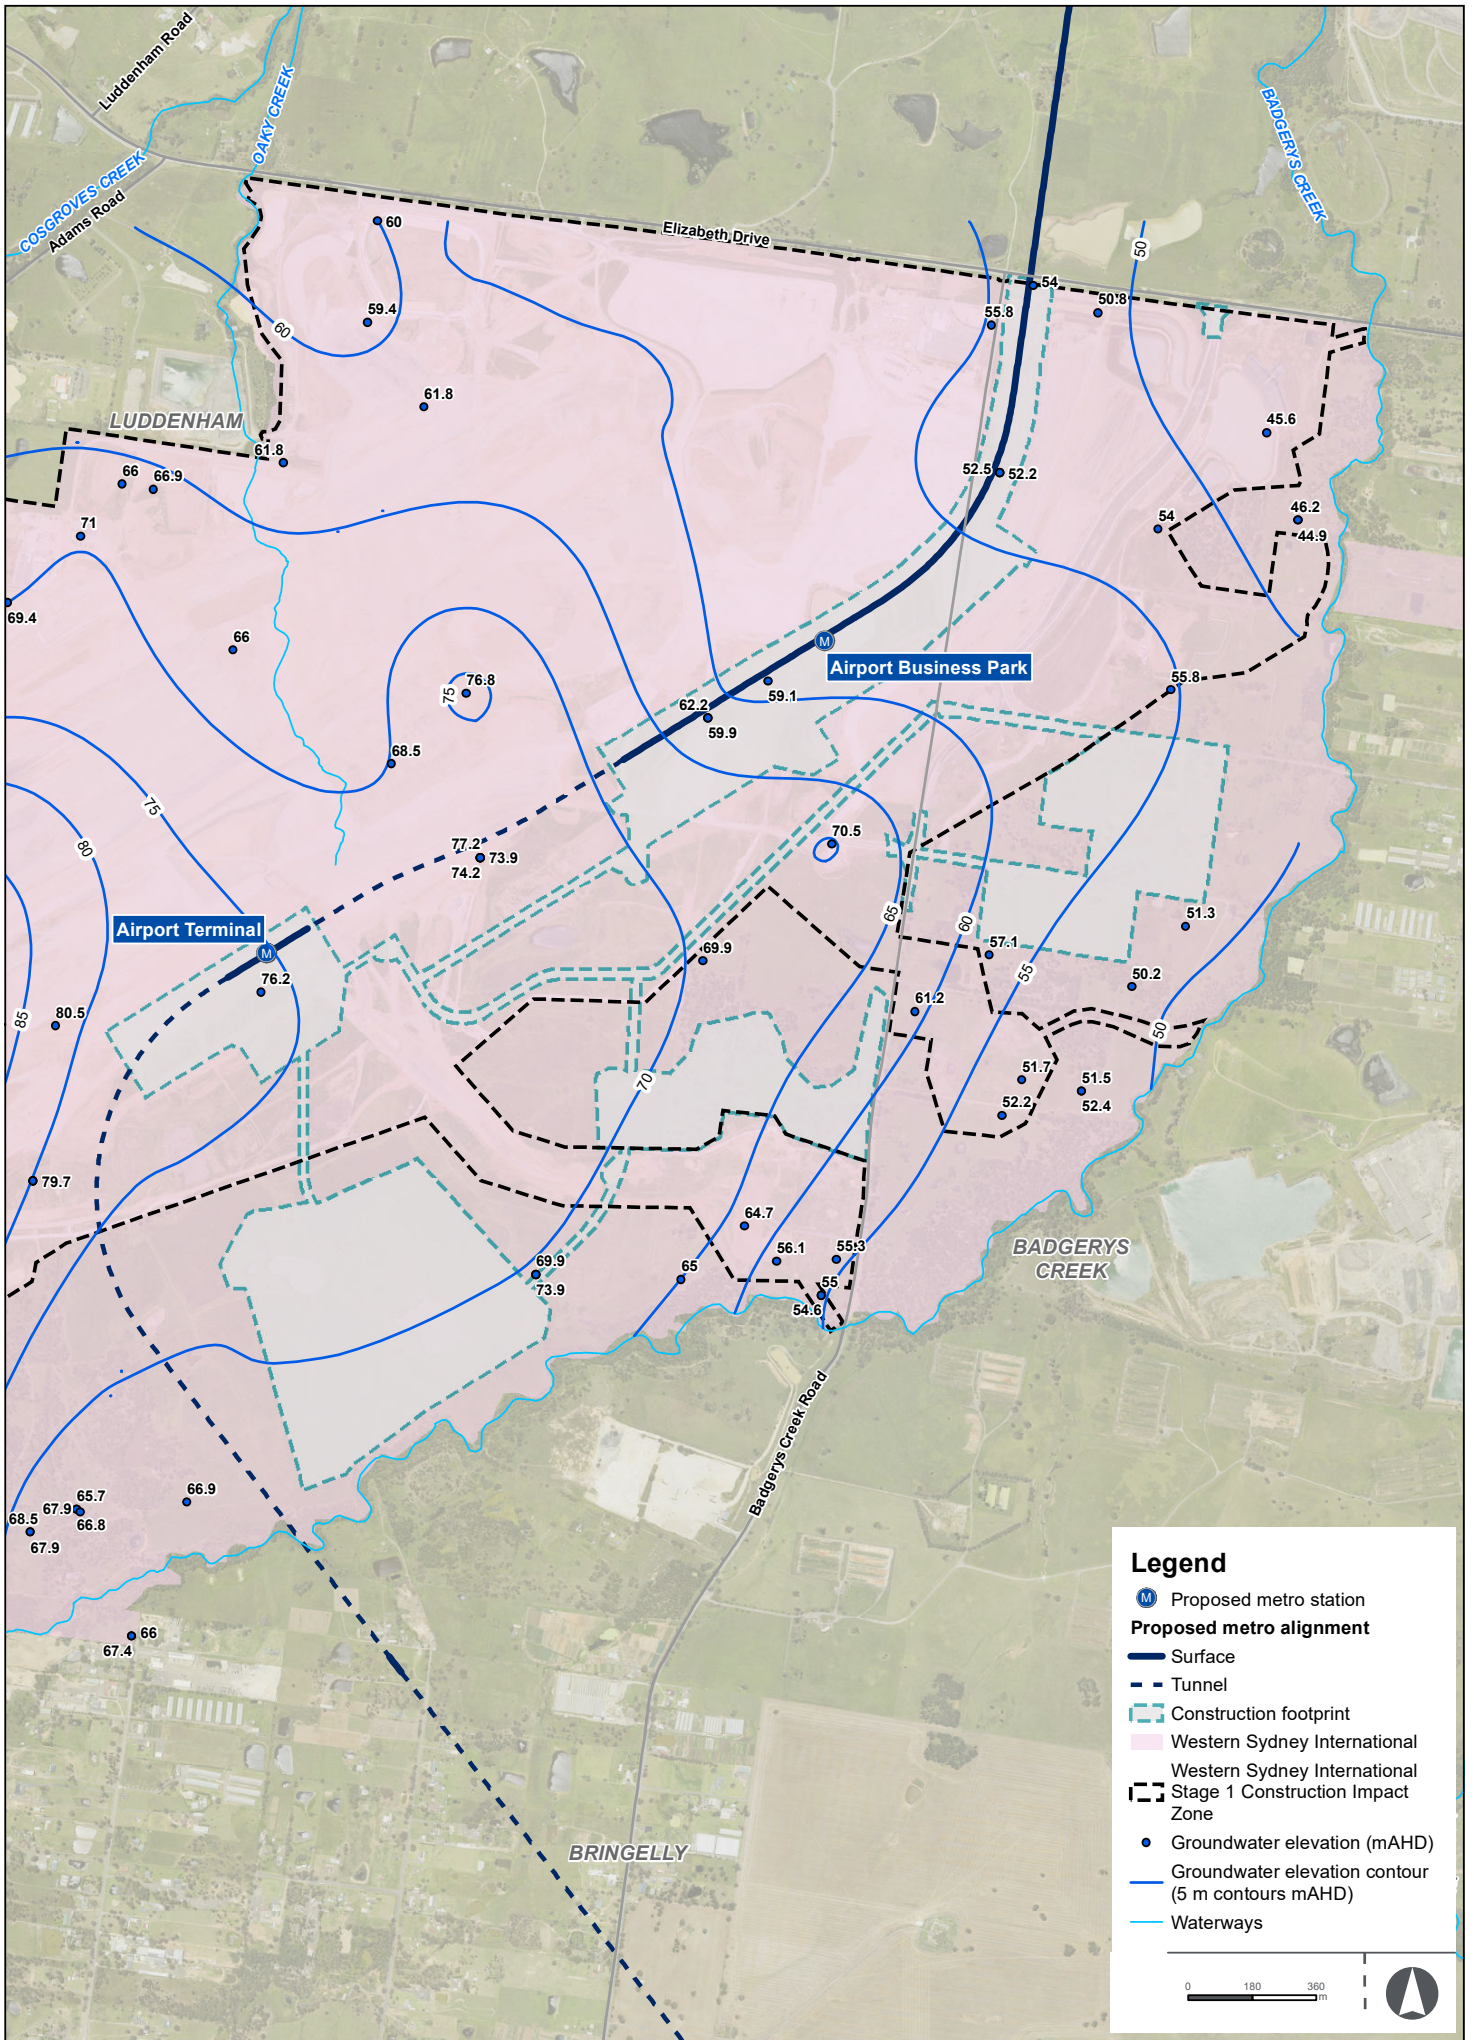 Luddenham Road
OAKY CREEK
BADGERYS CREEK
COSGROVES CREEK
Adams Road
60
Elizabeth Drive
50
54
50.8
55.8
59.4
60
61.8
LUDDENHAM
45.6
61.8
66
66.9
52.5
52.2
71
54
46.2
44.9
69.4
66
Airport Business Park
76.8
75
59.1
55.8
62.2
59.9
68.5
75
80
70.5
77.2
73.9
74.2
65
60
51.3
Airport Terminal
69.9
57.1
55
76.2
50.2
85
80.5
61.2
50
70
51.7
51.5
52.4
52.2
79.7
64.7
BADGERYS
CREEK
56.1
55.3
69.9
73.9
65
55
54.6
Badgerys Creek Road
67.9
65.7
66.8
66.9
68.5
67.9
66
67.4
BRINGELLY
Legend
M Proposed metro station
Proposed metro alignment
Surface
Tunnel
Construction footprint
Western Sydney International
Western Sydney International
Stage 1 Construction Impact
Zone
Groundwater elevation (mAHD)
Groundwater elevation contour
(5 m contours mAHD)
Waterways
0 180 360
m
M
M